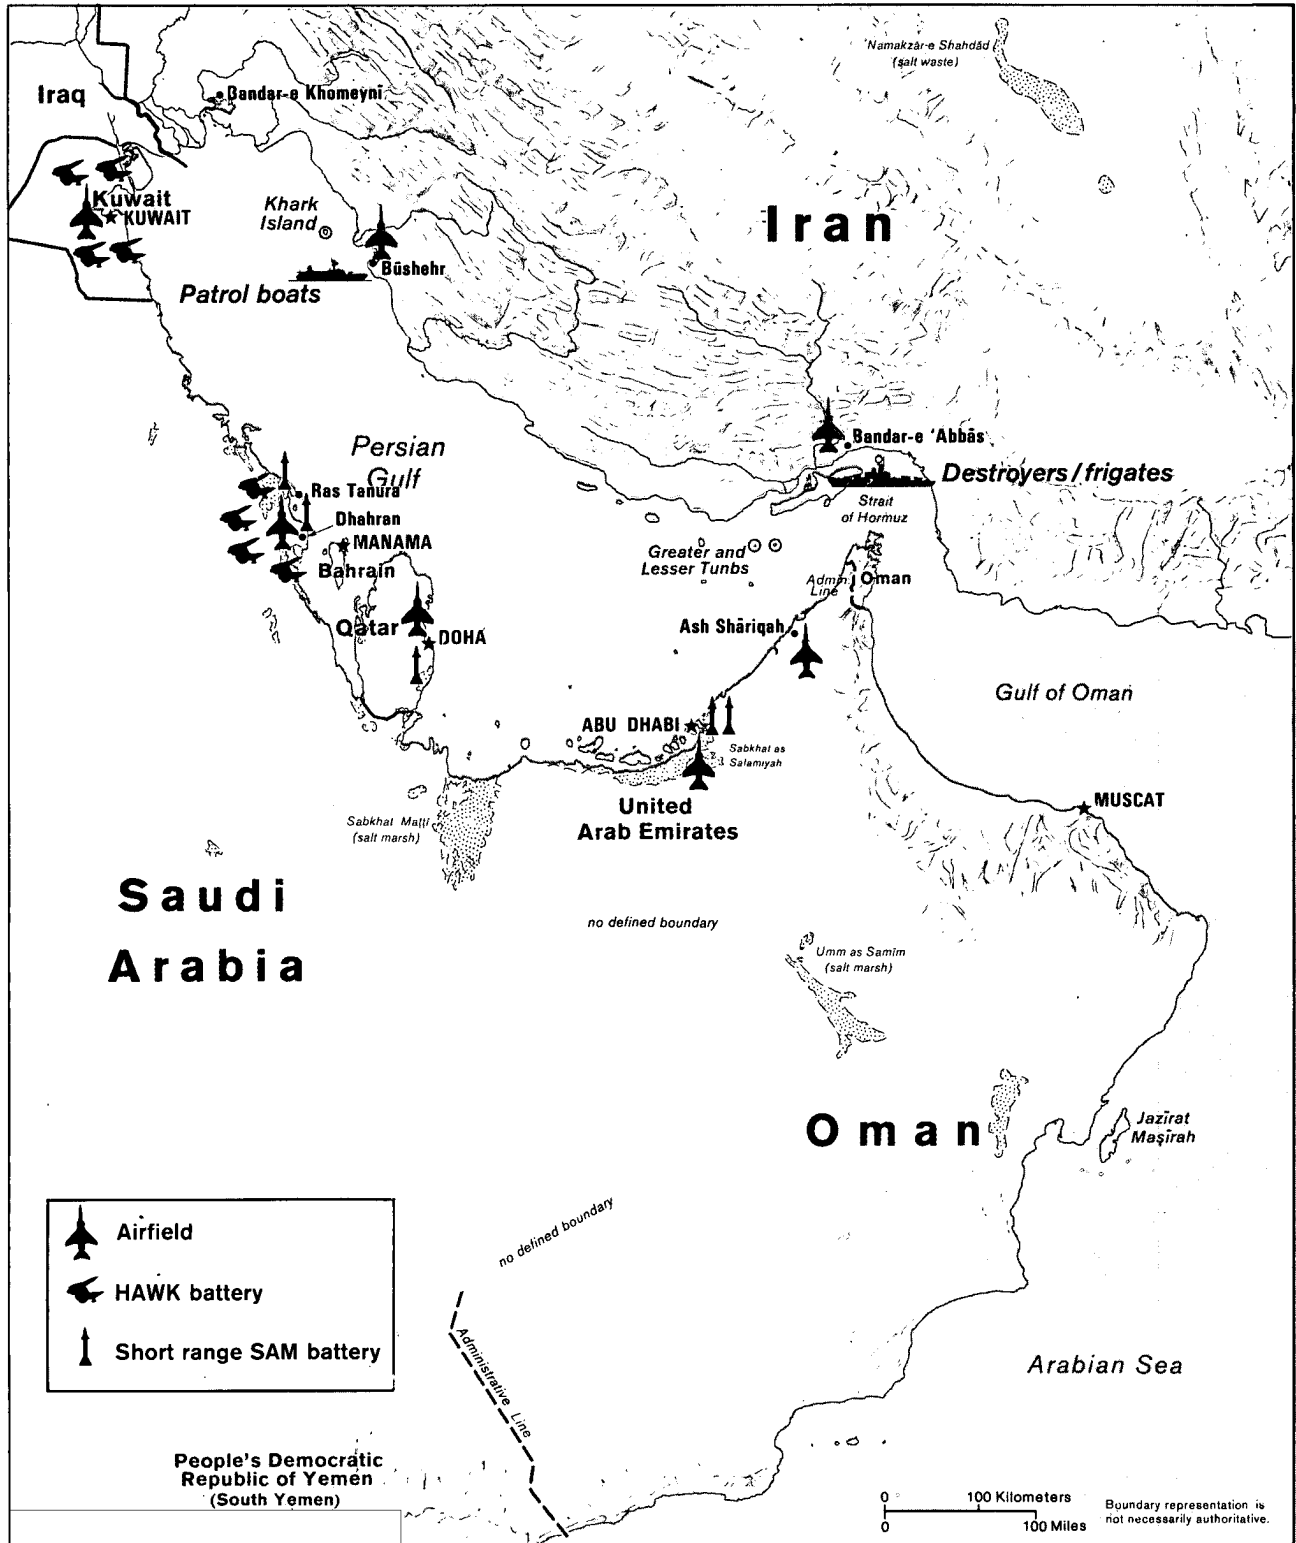 Namakzār-e Shahdād
(salt waste)
Bandar-e Khomeynī
Iraq
Kuwait
KUWAIT
Khark
Island
Iran
Būshehr
Patrol boats
Bandar-e 'Abbās
Persian
Gulf
Destroyers/frigates
Ras Tanura
Strait
of Hormuz
Dhahran
MANAMA
Bahrain
Greater and
Lesser Tunbs
Admin.
Line
Oman
Qatar
DOHA
Ash Shāriqah
Gulf of Oman
ABU DHABI
Sabkhat as
Salamīyah
MUSCAT
United
Arab Emirates
Sabkhat Maṭṭī
(salt marsh)
Saudi
Arabia
no defined boundary
Umm as Samīm
(salt marsh)
Oman
Jazīrat
Maşīrah
no defined boundary
Airfield
HAWK battery
Short range SAM battery
Administrative Line
Arabian Sea
People's Democratic
Republic of Yemen
(South Yemen)
0 100 Kilometers
0 100 Miles
Boundary representation is
not necessarily authoritative.